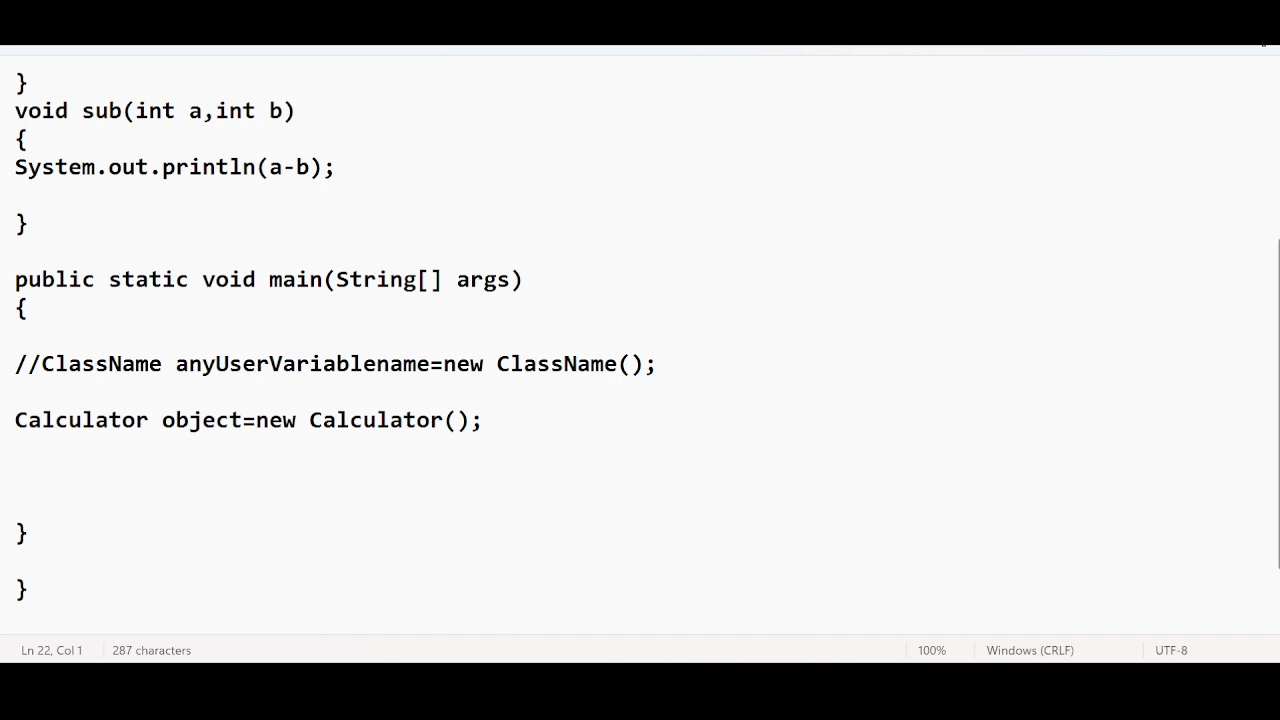 }
void sub(int a,int b)
{
System.out.println(a-b);
}
public static void main(String[] args)
{
//ClassName anyUserVariablename=new ClassName();
Calculator object=new Calculator();
}
}
Ln 22, Col 1 287 characters 100% Windows (CRLF) UTF-8